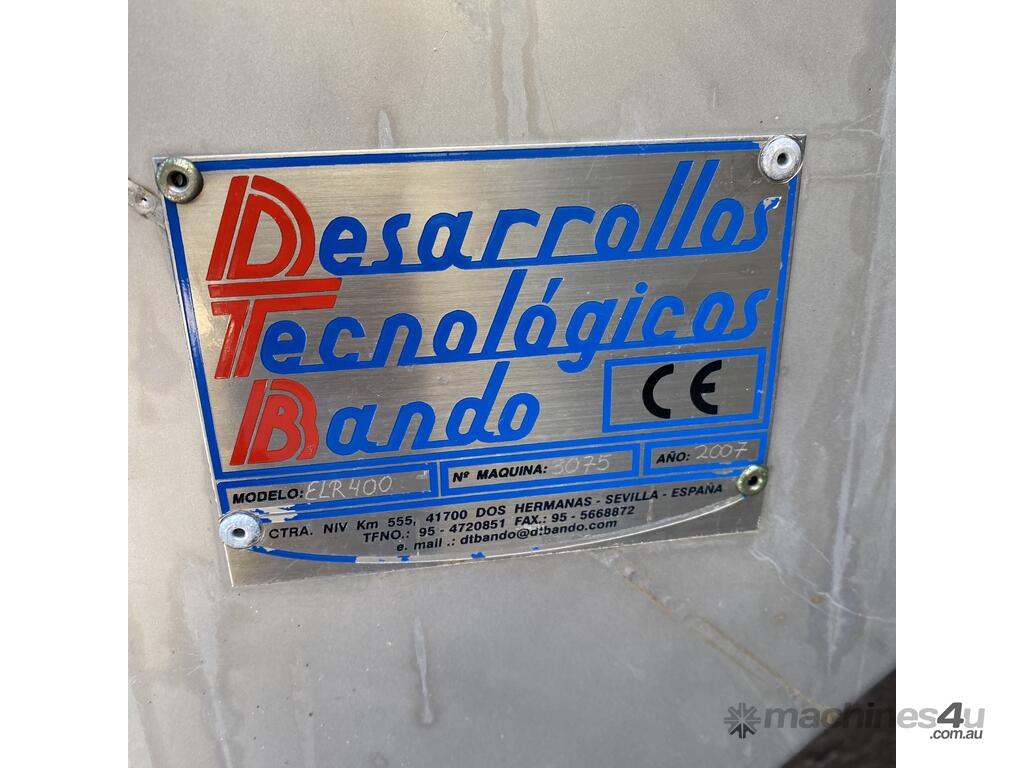 Desarrollos
Tecnológicos
Bando
CE
MODELO: ELR400
Nº MAQUINA: 3075
AÑO: 2007
CTRA. NIV Km 555, 41700 DOS HERMANAS - SEVILLA - ESPAÑA
TFNO.: 95 - 4720851 FAX.: 95 - 5668872
e. mail .: dtbando@dtbando.com
machines4u
.com.au